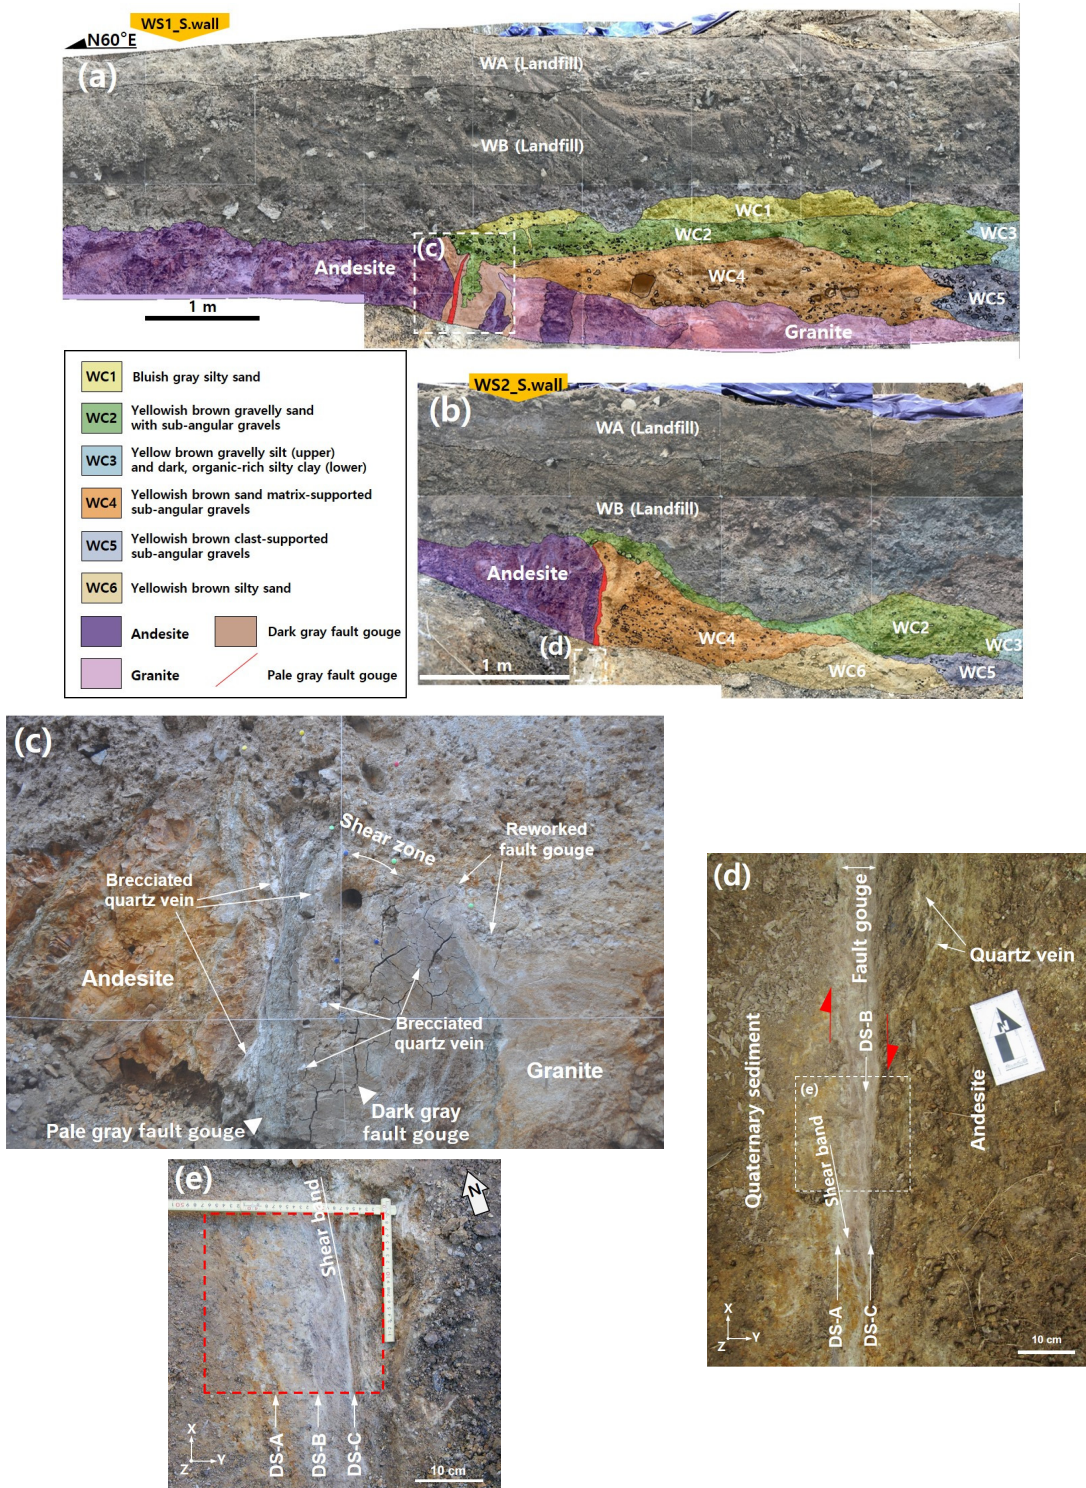 WS1_S.wall
N60°E
(a)
WA (Landfill)
WB (Landfill)
WC1
WC2
WC3
(c)
Andesite
WC4
WC5
Granite
1 m
WC1 Bluish gray silty sand
WC2 Yellowish brown gravelly sand
with sub-angular gravels
WC3 Yellow brown gravelly silt (upper)
and dark, organic-rich silty clay (lower)
WC4 Yellowish brown sand matrix-supported
sub-angular gravels
WC5 Yellowish brown clast-supported
sub-angular gravels
WC6 Yellowish brown silty sand
Andesite
Dark gray fault gouge
Granite
Pale gray fault gouge
WS2_S.wall
(b)
WA (Landfill)
WB (Landfill)
Andesite
WC4
WC2
WC3
WC6
WC5
(d)
1 m
(c)
Shear zone
Reworked
fault gouge
Brecciated
quartz vein
Andesite
Brecciated
quartz vein
Granite
Dark gray
fault gouge
Pale gray fault gouge
(d)
Fault gouge
Quartz vein
DS-B
N
(e)
Quaternary sediment
Shear band
Andesite
DS-A
DS-C
X
Y
Z
10 cm
(e)
N
Shear band
DS-A
DS-B
DS-C
X
Y
Z
10 cm